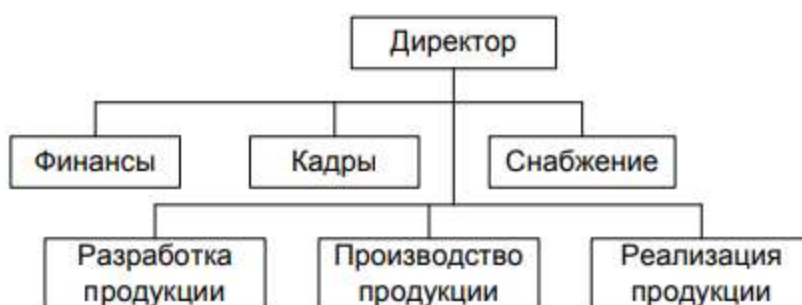 Директор
Финансы
Кадры
Снабжение
Разработка
продукции
Производство
продукции
Реализация
продукции